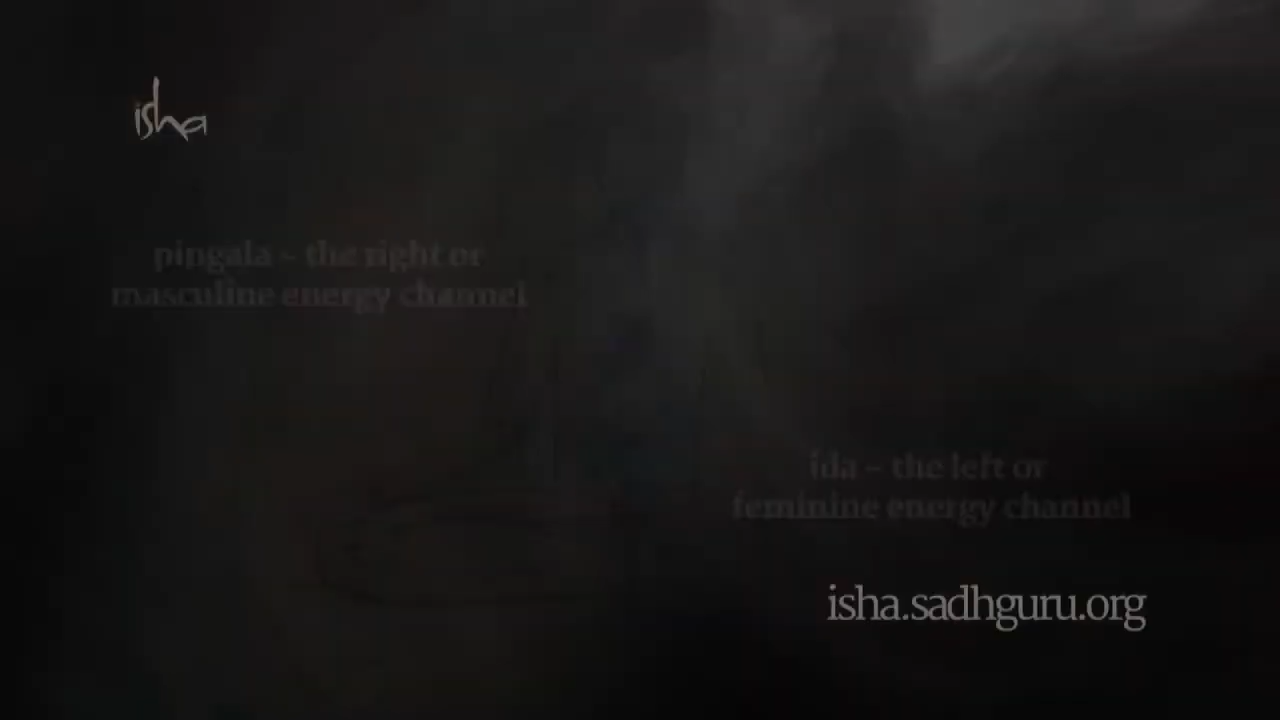 isha
pingala – the right or
masculine energy channel
ida – the left or
feminine energy channel
isha.sadhguru.org